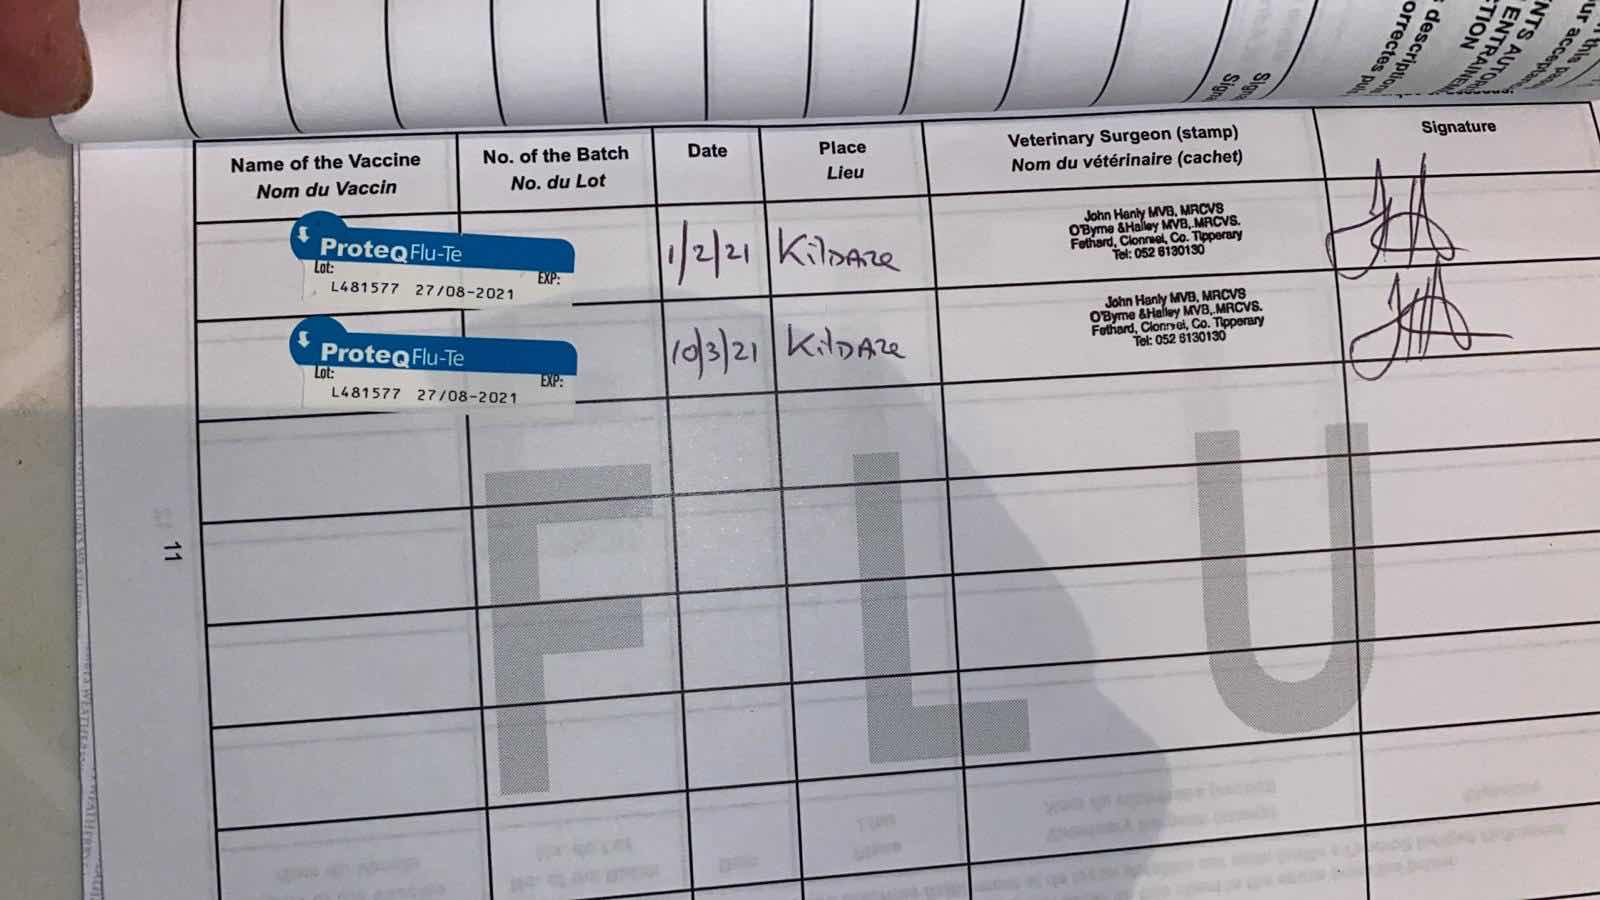 Name of the Vaccine
Nom du Vaccin
No. of the Batch
No. du Lot
Date
Place
Lieu
Veterinary Surgeon (stamp)
Nom du vétérinaire (cachet)
Signature
ProteqFlu-Te
Lot:
EXP:
L481577 27/08-2021
1/2/21
Kildare
John Hanly MVB, MRCVS
O'Byrne & Halley MVB, MRCVS.
Fethard, Clonmel, Co. Tipperary
Tel: 052 6130130
ProteqFlu-Te
Lot:
EXP:
L481577 27/08-2021
10/3/21
Kildare
John Hanly MVB, MRCVS
O'Byrne & Halley MVB, MRCVS.
Fethard, Clonmel, Co. Tipperary
Tel: 052 6130130
FLU
11